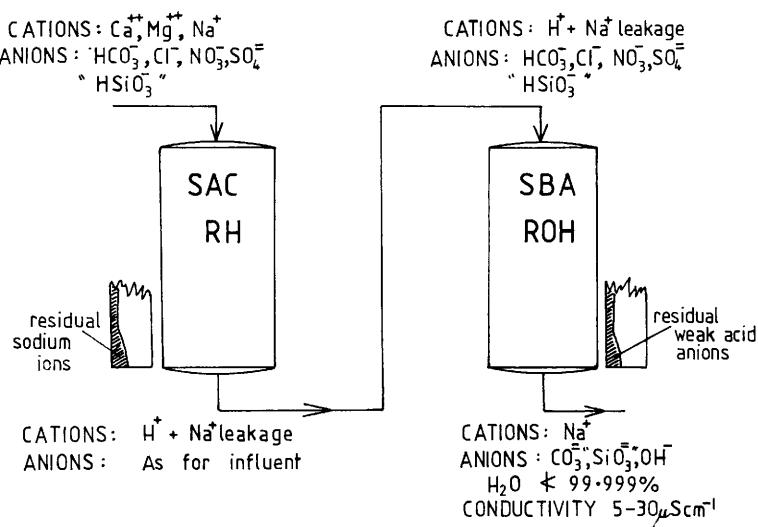 CATIONS: Ca⁺⁺, Mg⁺⁺, Na⁺
ANIONS: HCO₃⁻, Cl⁻, NO₃⁻, SO₄⁼
"HSiO₃⁻"
CATIONS: H⁺ + Na⁺ leakage
ANIONS: HCO₃⁻, Cl⁻, NO₃⁻, SO₄⁼
"HSiO₃⁻"
SAC
RH
SBA
ROH
residual
sodium
ions
residual
weak acid
anions
CATIONS: H⁺ + Na⁺ leakage
ANIONS: As for influent
CATIONS: Na⁺
ANIONS: CO₃⁼, "SiO₃⁼", OH⁻
H₂O ≮ 99·999%
CONDUCTIVITY 5-30μScm⁻¹